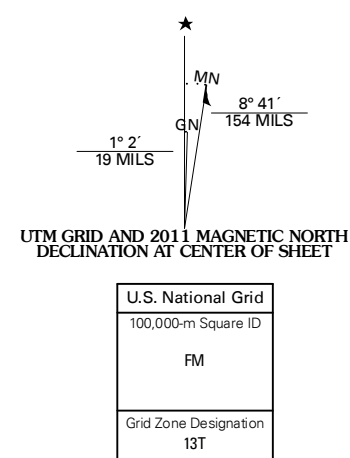 ★
MN
8° 41´
154 MILS
GN
1° 2´
19 MILS
UTM GRID AND 2011 MAGNETIC NORTH
DECLINATION AT CENTER OF SHEET
U.S. National Grid
100,000-m Square ID
FM
Grid Zone Designation
13T